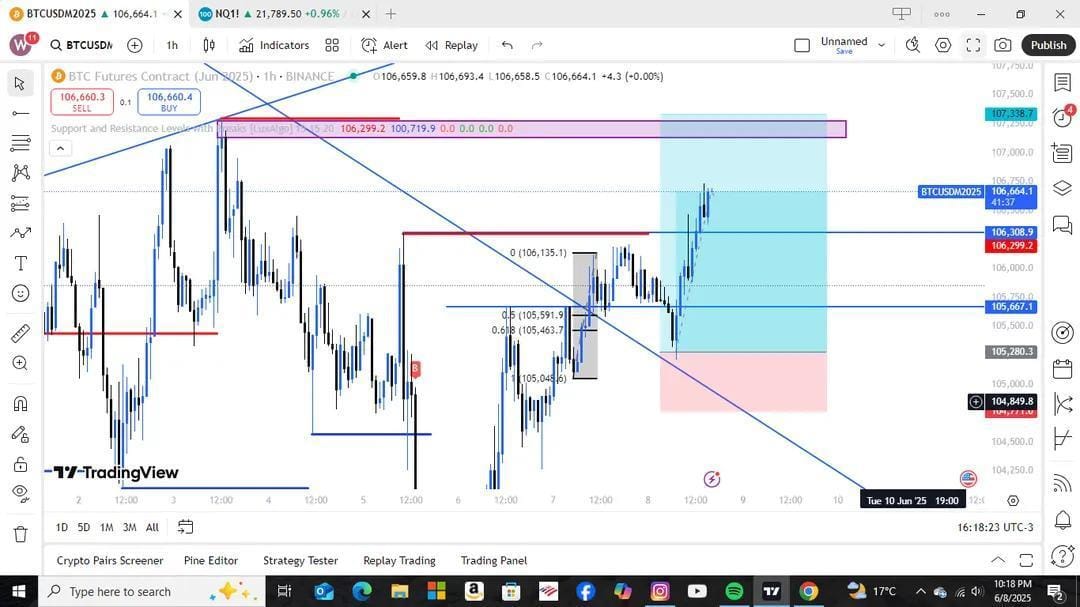 BTCUSDM2025 ▲ 106,664.1
NQ1! ▲ 21,789.50 +0.96% /
W 11
BTCUSDM
1h
Indicators
Alert
Replay
Unnamed
Save
Publish
BTC Futures Contract (Jun 2025) · 1h · BINANCE
O106,659.8 H106,693.4 L106,658.5 C106,664.1 +4.3 (+0.00%)
106,660.3
SELL
0.1
106,660.4
BUY
Support and Resistance Levels with Breaks [LuxAlgo] 15 15 20 106,299.2 100,719.9 0.0 0.0 0.0 0.0
107,750.0
107,500.0
107,338.7
107,250.0
107,000.0
106,750.0
BTCUSDM2025
106,664.1
41:37
106,500.0
106,308.9
106,299.2
106,000.0
105,750.0
105,667.1
105,500.0
105,280.3
105,000.0
104,849.8
104,771.0
104,500.0
104,250.0
0 (106,135.1)
0.5 (105,591.9)
0.618 (105,463.7)
1 (105,048.6)
B
TradingView
2 12:00 3 12:00 4 12:00 5 12:00 6 12:00 7 12:00 8 12:00 9 12:00 10
Tue 10 Jun '25 19:00
1D 5D 1M 3M All
16:18:23 UTC-3
Crypto Pairs Screener
Pine Editor
Strategy Tester
Replay Trading
Trading Panel
Type here to search
17°C
10:18 PM
6/8/2025
2
4